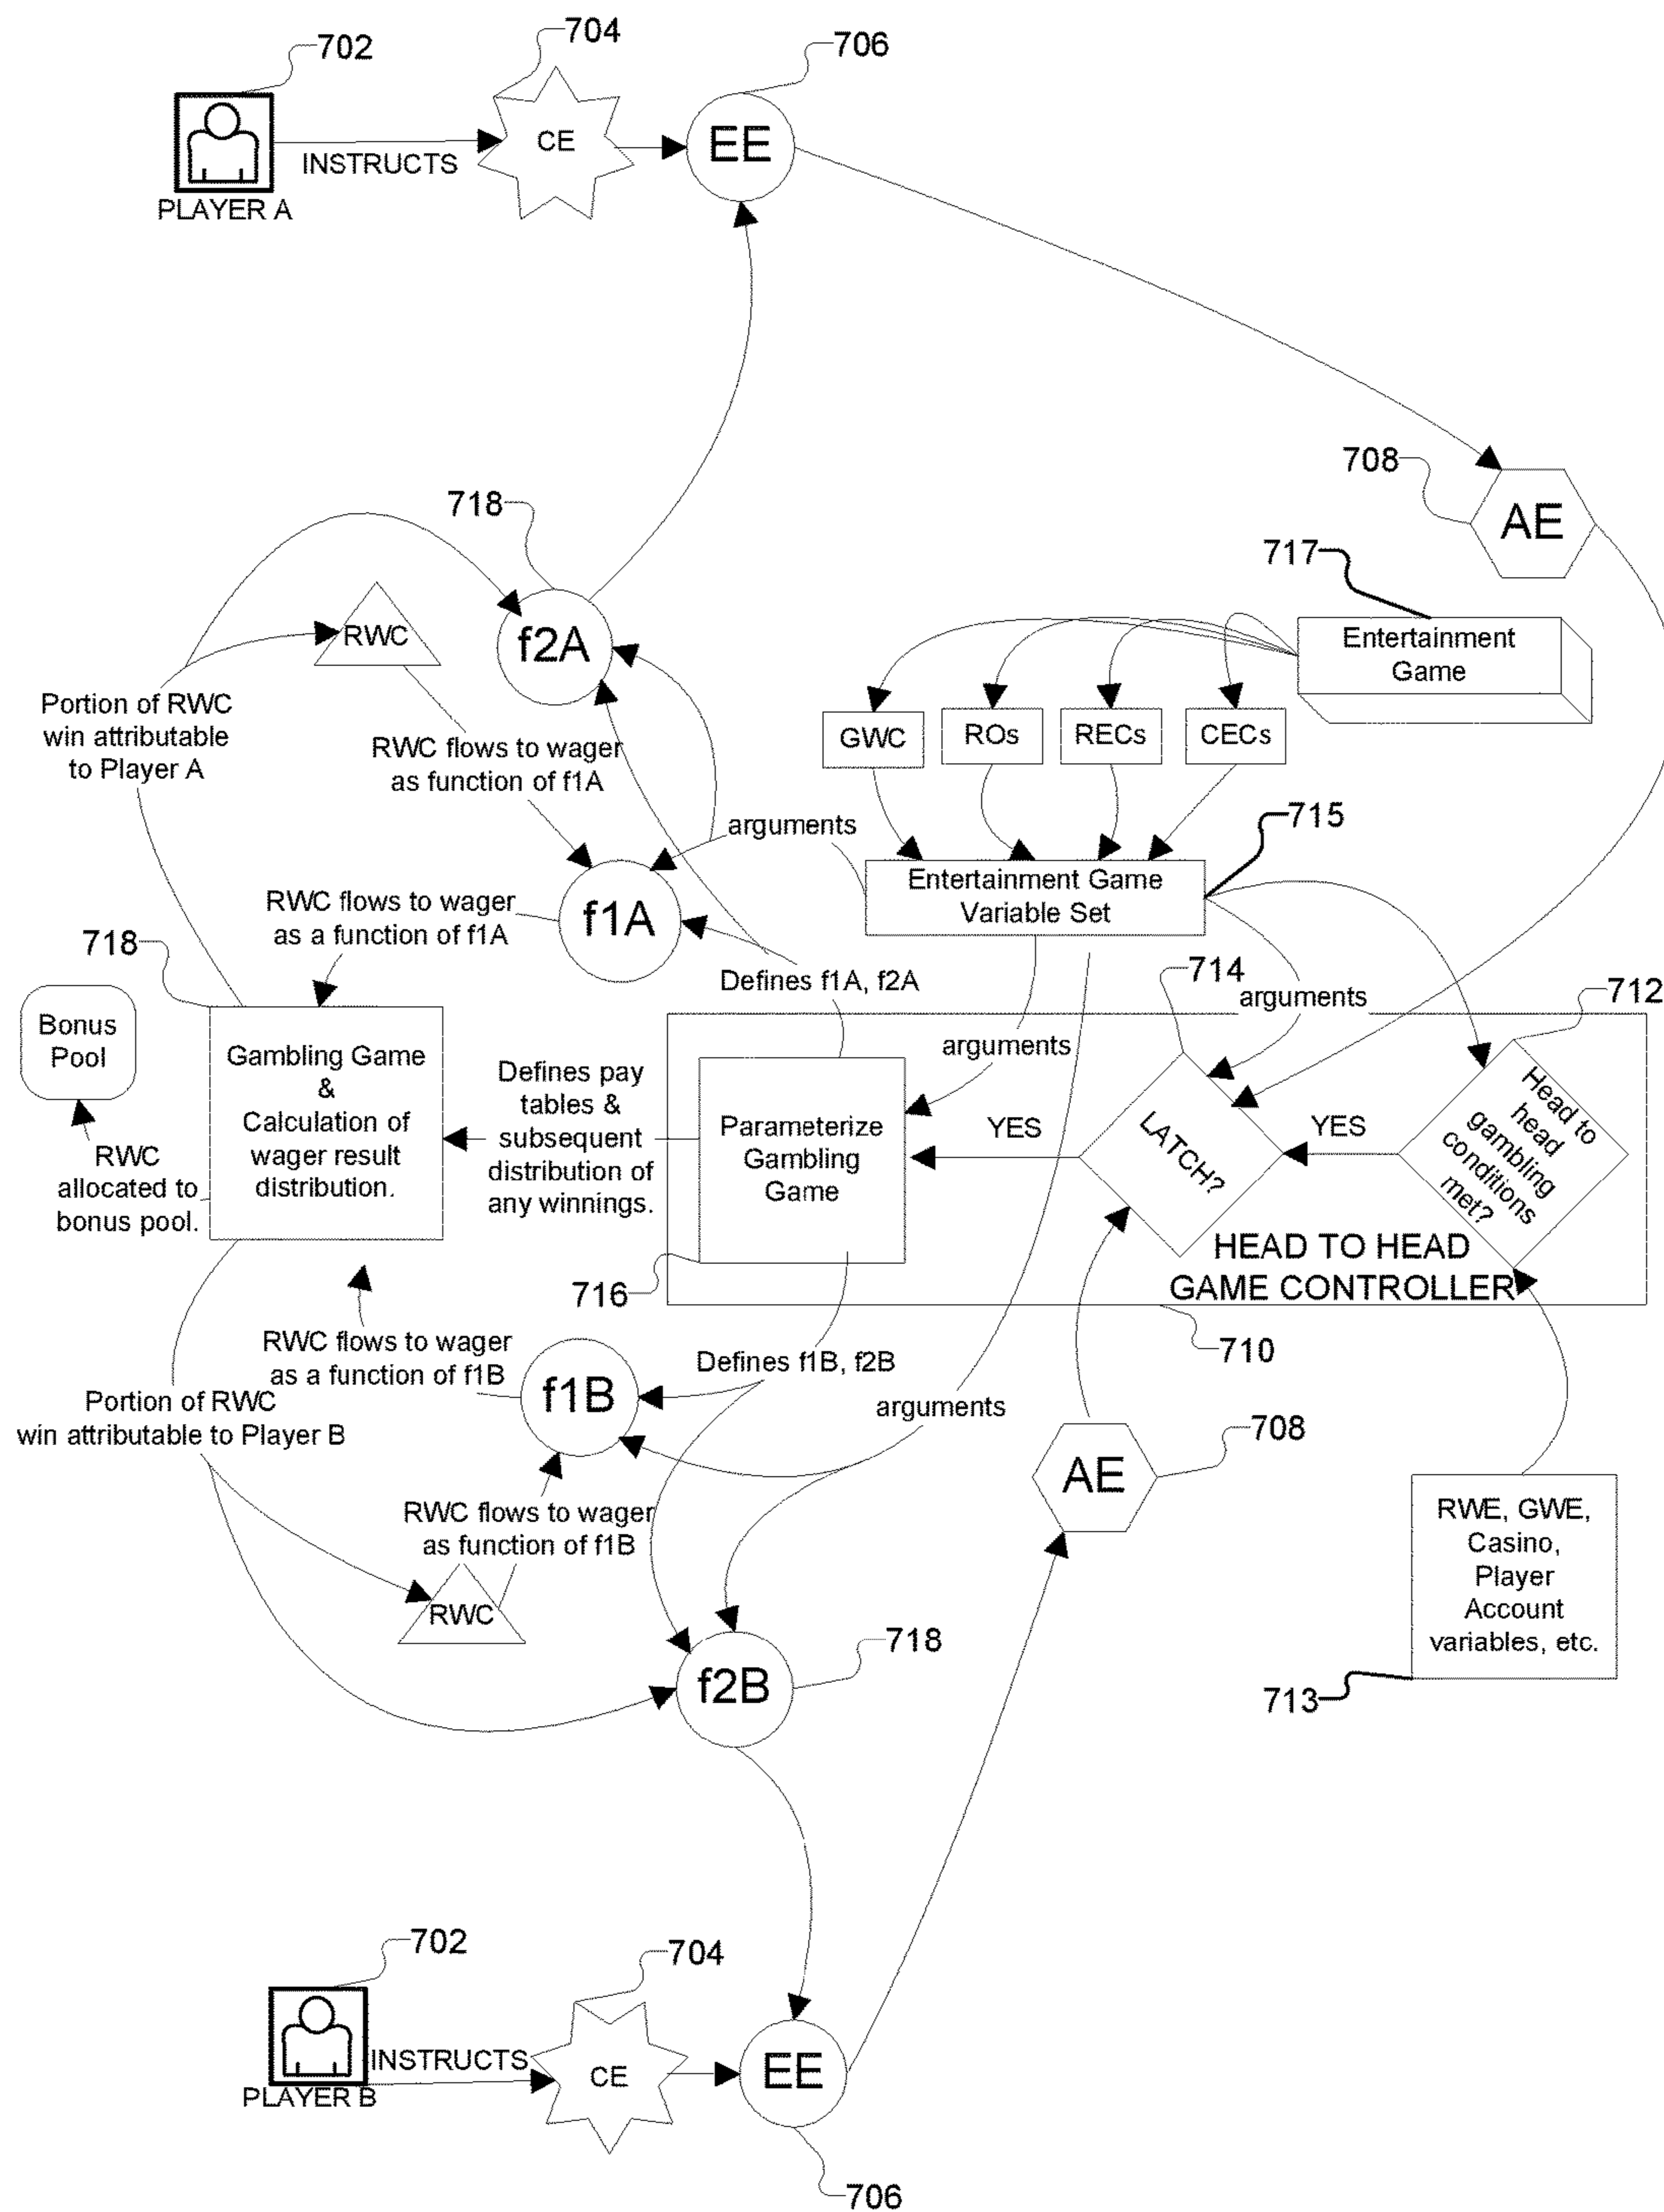 702
704
706
CE
EE
INSTRUCTS
PLAYER A
708
AE
718
717
RWC
f2A
Entertainment
Game
Portion of RWC
win attributable
to Player A
GWC
ROs
RECs
CECs
RWC flows to wager
as function of f1A
arguments
715
Entertainment Game
Variable Set
RWC flows to wager
as a function of f1A
f1A
718
Defines f1A, f2A
714
arguments
712
Bonus
Pool
Gambling Game
&
Calculation of
wager result
distribution.
Defines pay
tables &
subsequent
distribution of
any winnings.
arguments
Parameterize
Gambling
Game
YES
LATCH?
YES
Head to
head
gambling
conditions
met?
RWC
allocated to
bonus pool.
HEAD TO HEAD
GAME CONTROLLER
716
710
RWC flows to wager
as a function of f1B
Defines f1B, f2B
f1B
Portion of RWC
win attributable to Player B
arguments
708
AE
RWC flows to wager
as function of f1B
RWE, GWE,
Casino,
Player
Account
variables, etc.
RWC
718
f2B
713
702
704
INSTRUCTS
CE
EE
PLAYER B
706